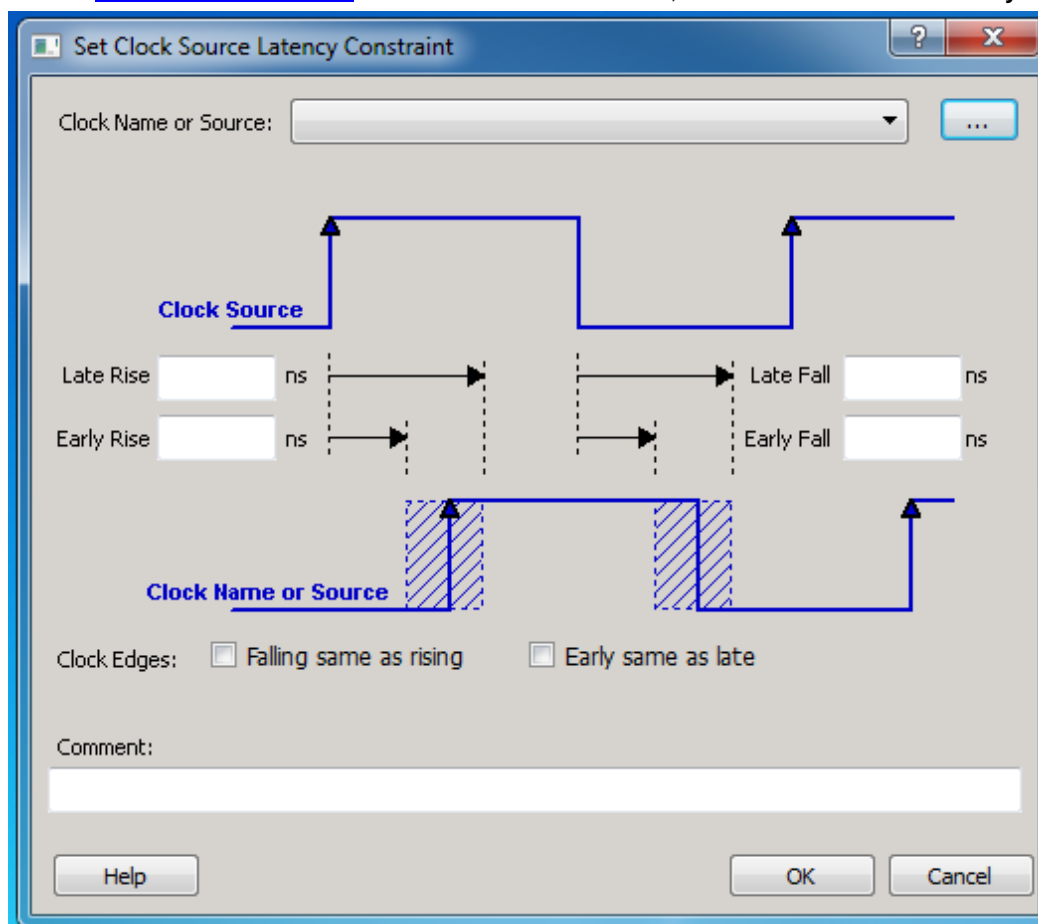 Set Clock Source Latency Constraint ?
Clock Name or Source: ...
Clock Source
Late Rise ns Late Fall ns
Early Rise ns Early Fall ns
Clock Name or Source
Clock Edges: Falling same as rising Early same as late
Comment:
Help OK Cancel